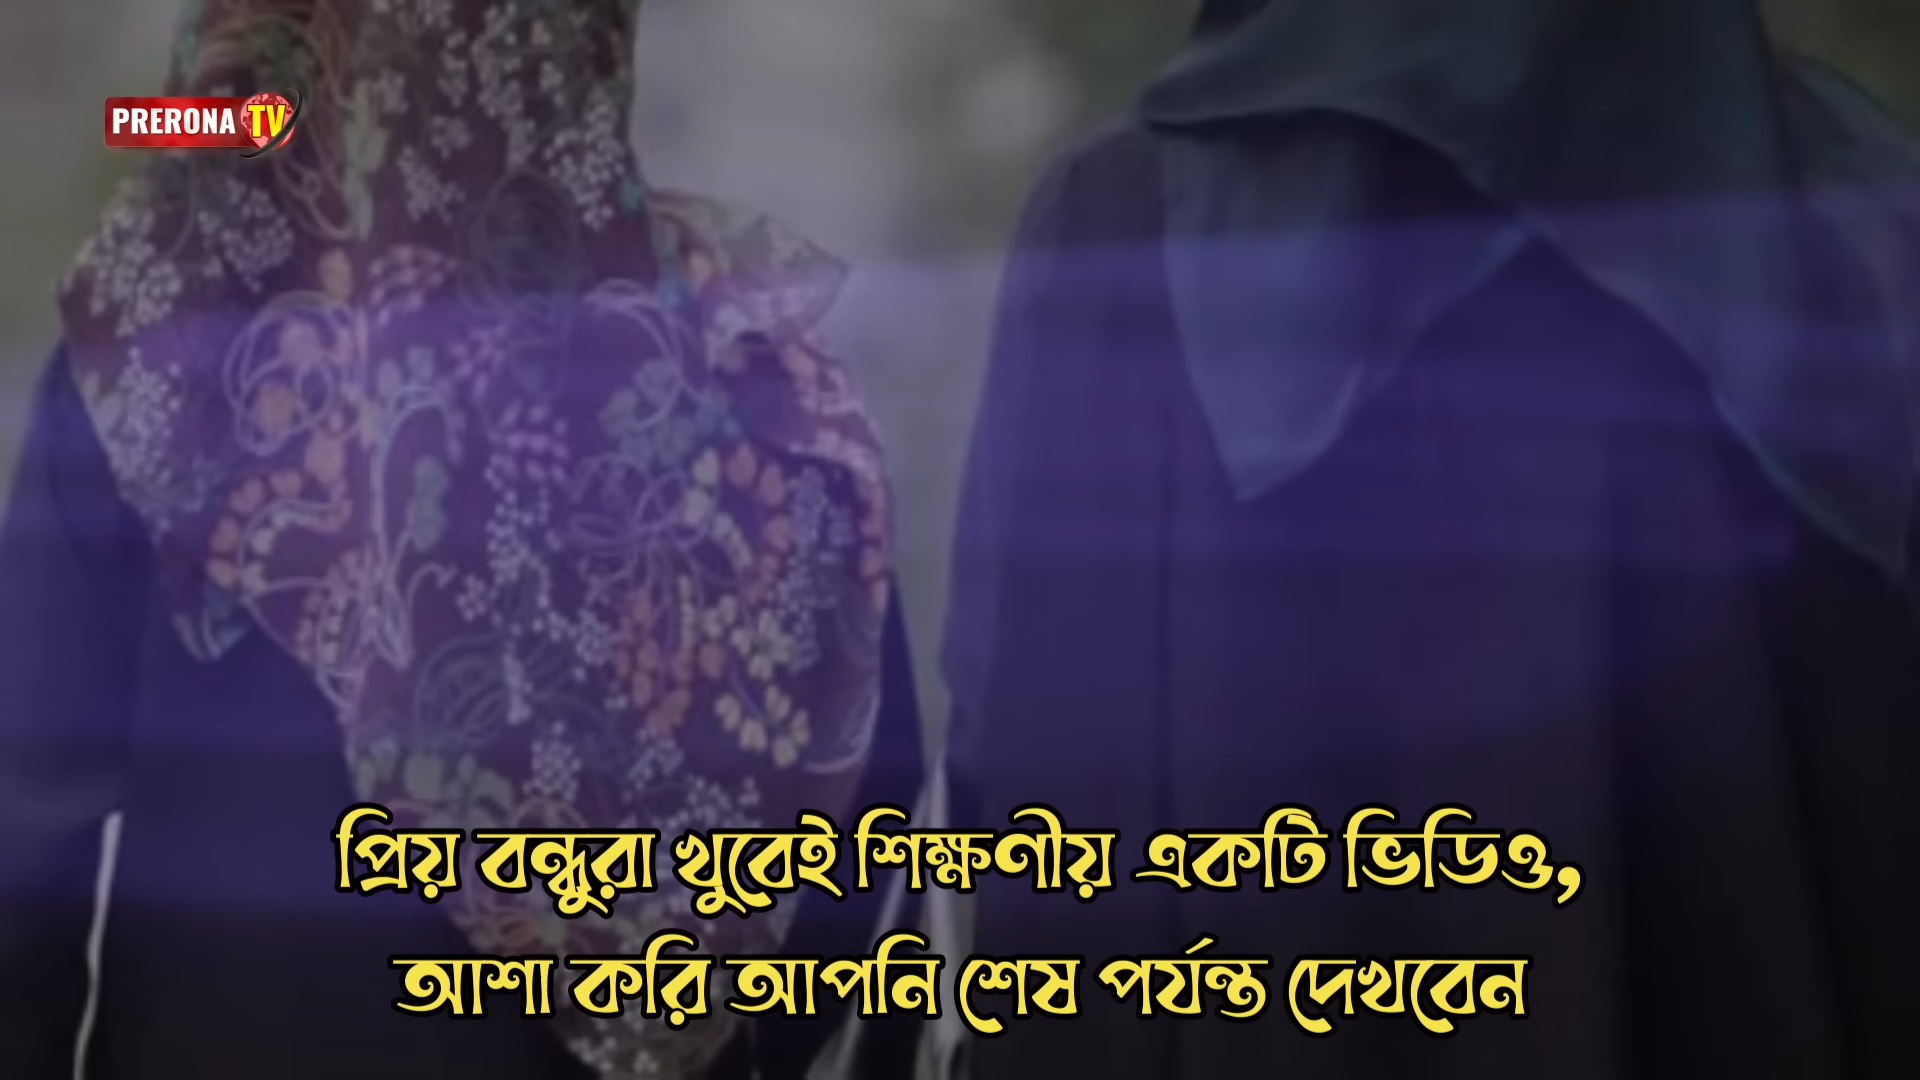 PRERONA TV
প্রিয় বন্ধুরা খুবেই শিক্ষণীয় একটি ভিডিও,
আশা করি আপনি শেষ পর্যন্ত দেখবেন